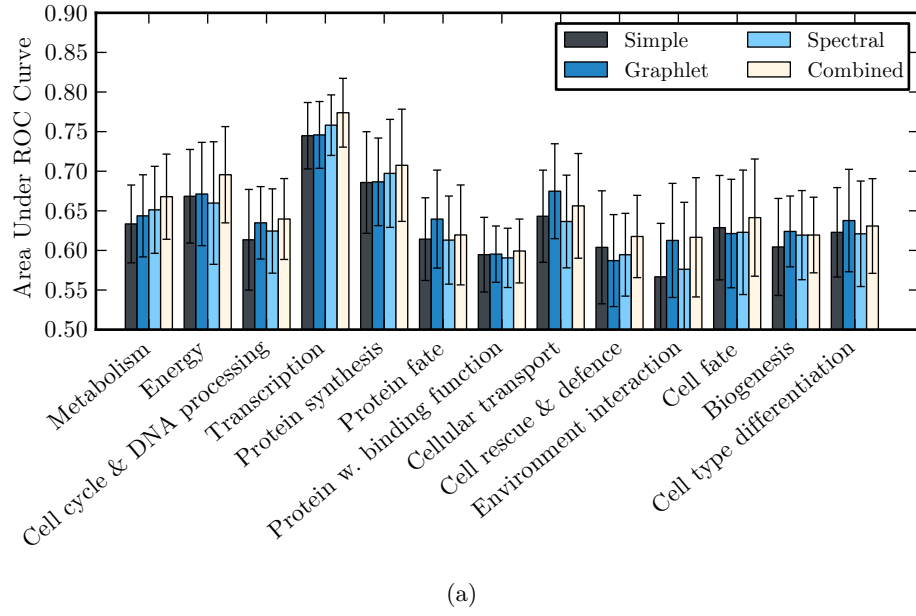 0.90
0.85
0.80
0.75
0.70
0.65
0.60
0.55
0.50
Area Under ROC Curve
Simple
Graphlet
Spectral
Combined
Metabolism
Energy
Cell cycle & DNA processing
Transcription
Protein synthesis
Protein fate
Protein w. binding function
Cellular transport
Cell rescue & defence
Environment interaction
Cell fate
Biogenesis
Cell type differentiation
(a)